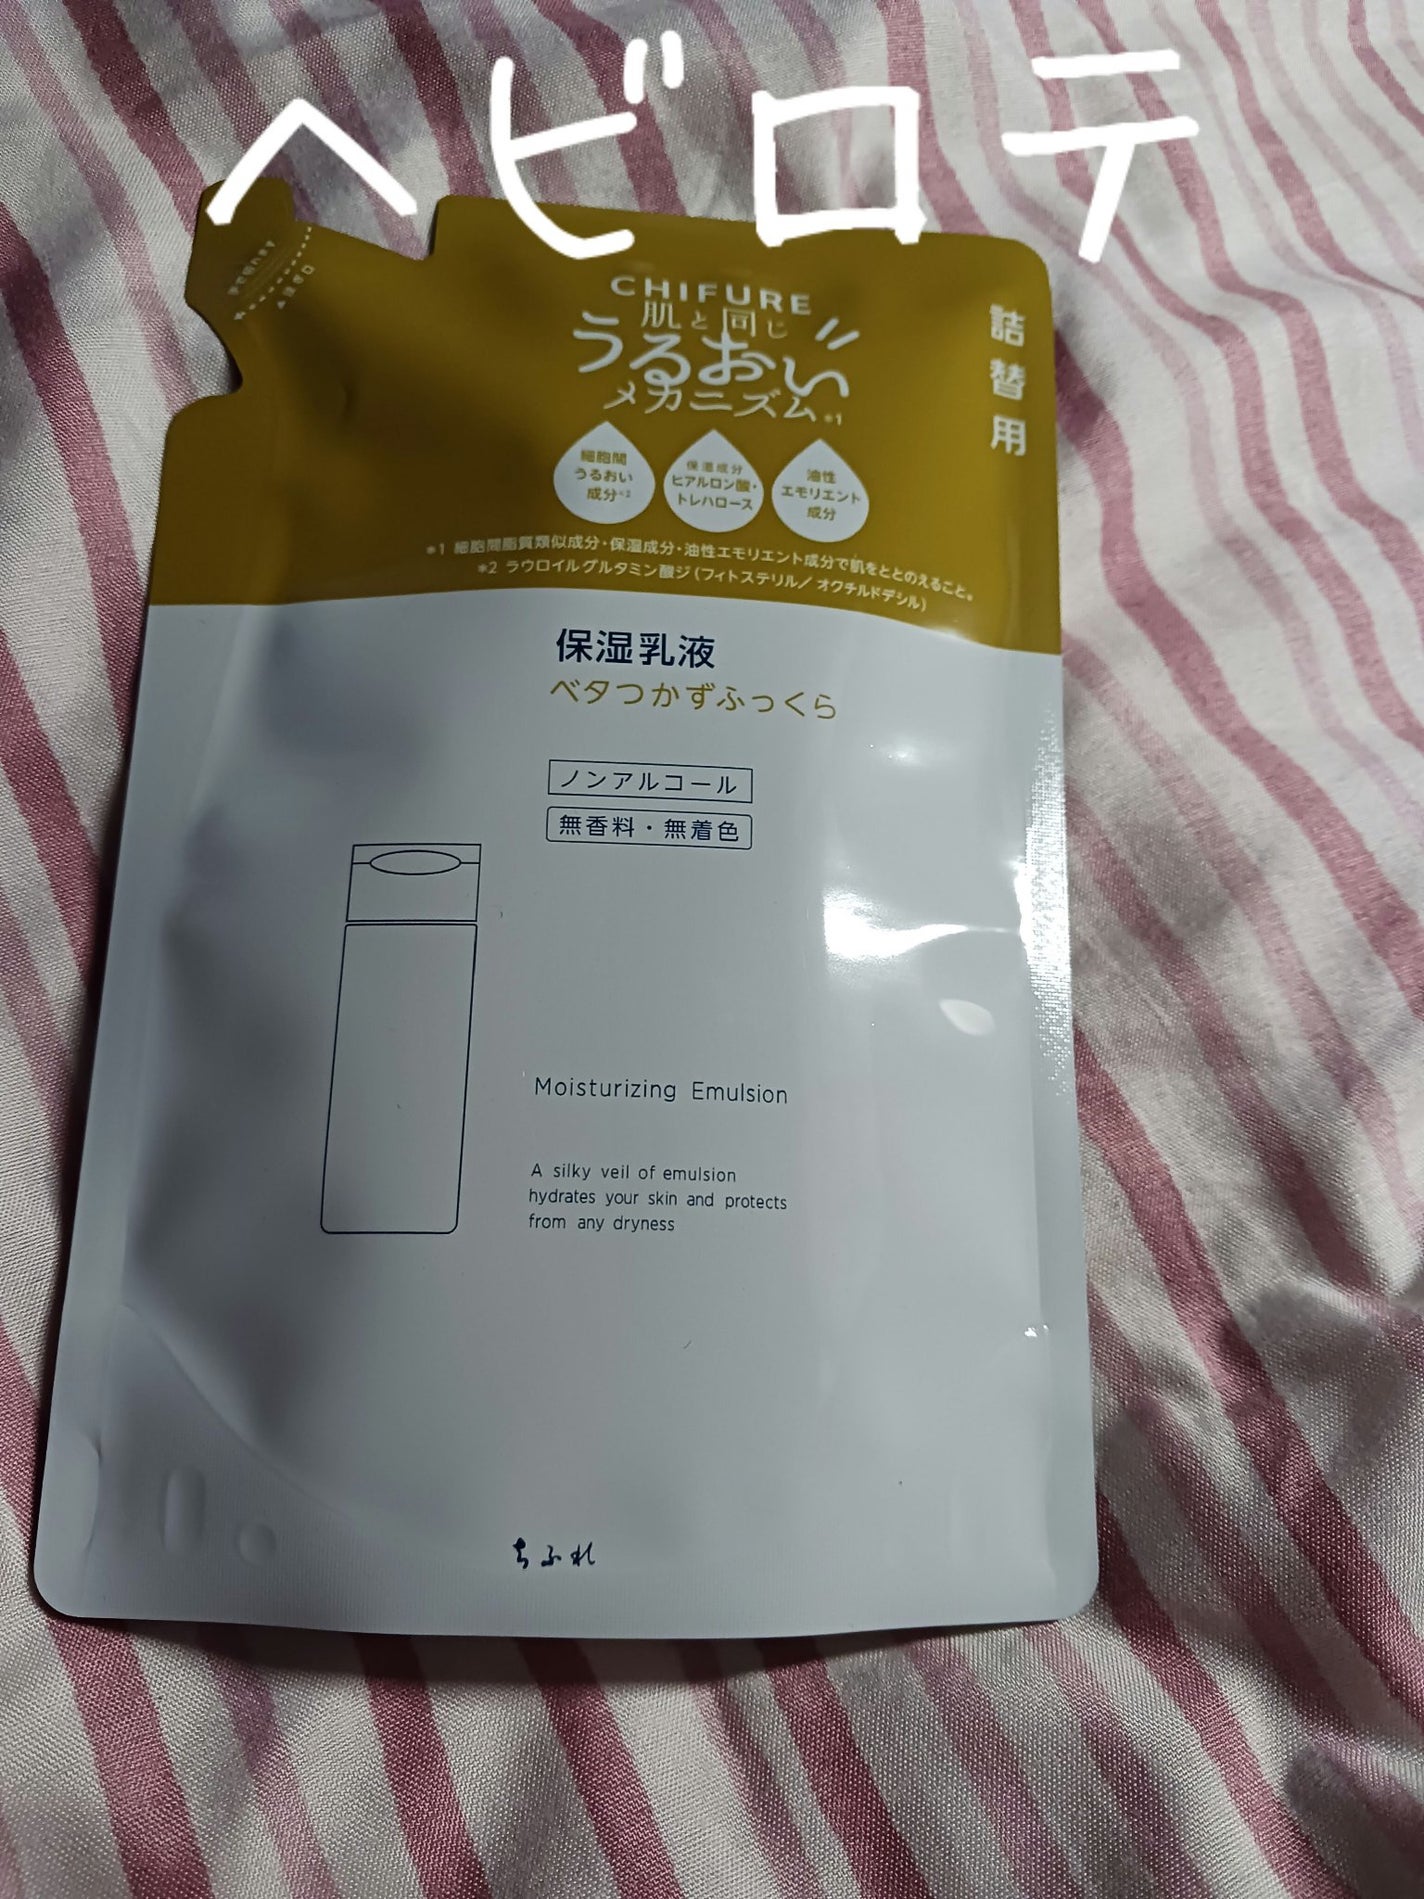 ヘビロテ
CHIFURE
肌と同じ
うるおい
メカニズム*1
詰替用
細胞間
うるおい
成分*2
保湿成分
ヒアルロン酸・
トレハロース
油性
エモリエント
成分
*1 細胞間脂質類似成分・保湿成分・油性エモリエント成分で肌をととのえること。
*2 ラウロイルグルタミン酸ジ(フィトステリル/オクチルドデシル)
保湿乳液
ベタつかずふっくら
ノンアルコール
無香料・無着色
Moisturizing Emulsion
A silky veil of emulsion
hydrates your skin and protects
from any dryness
ちふれ